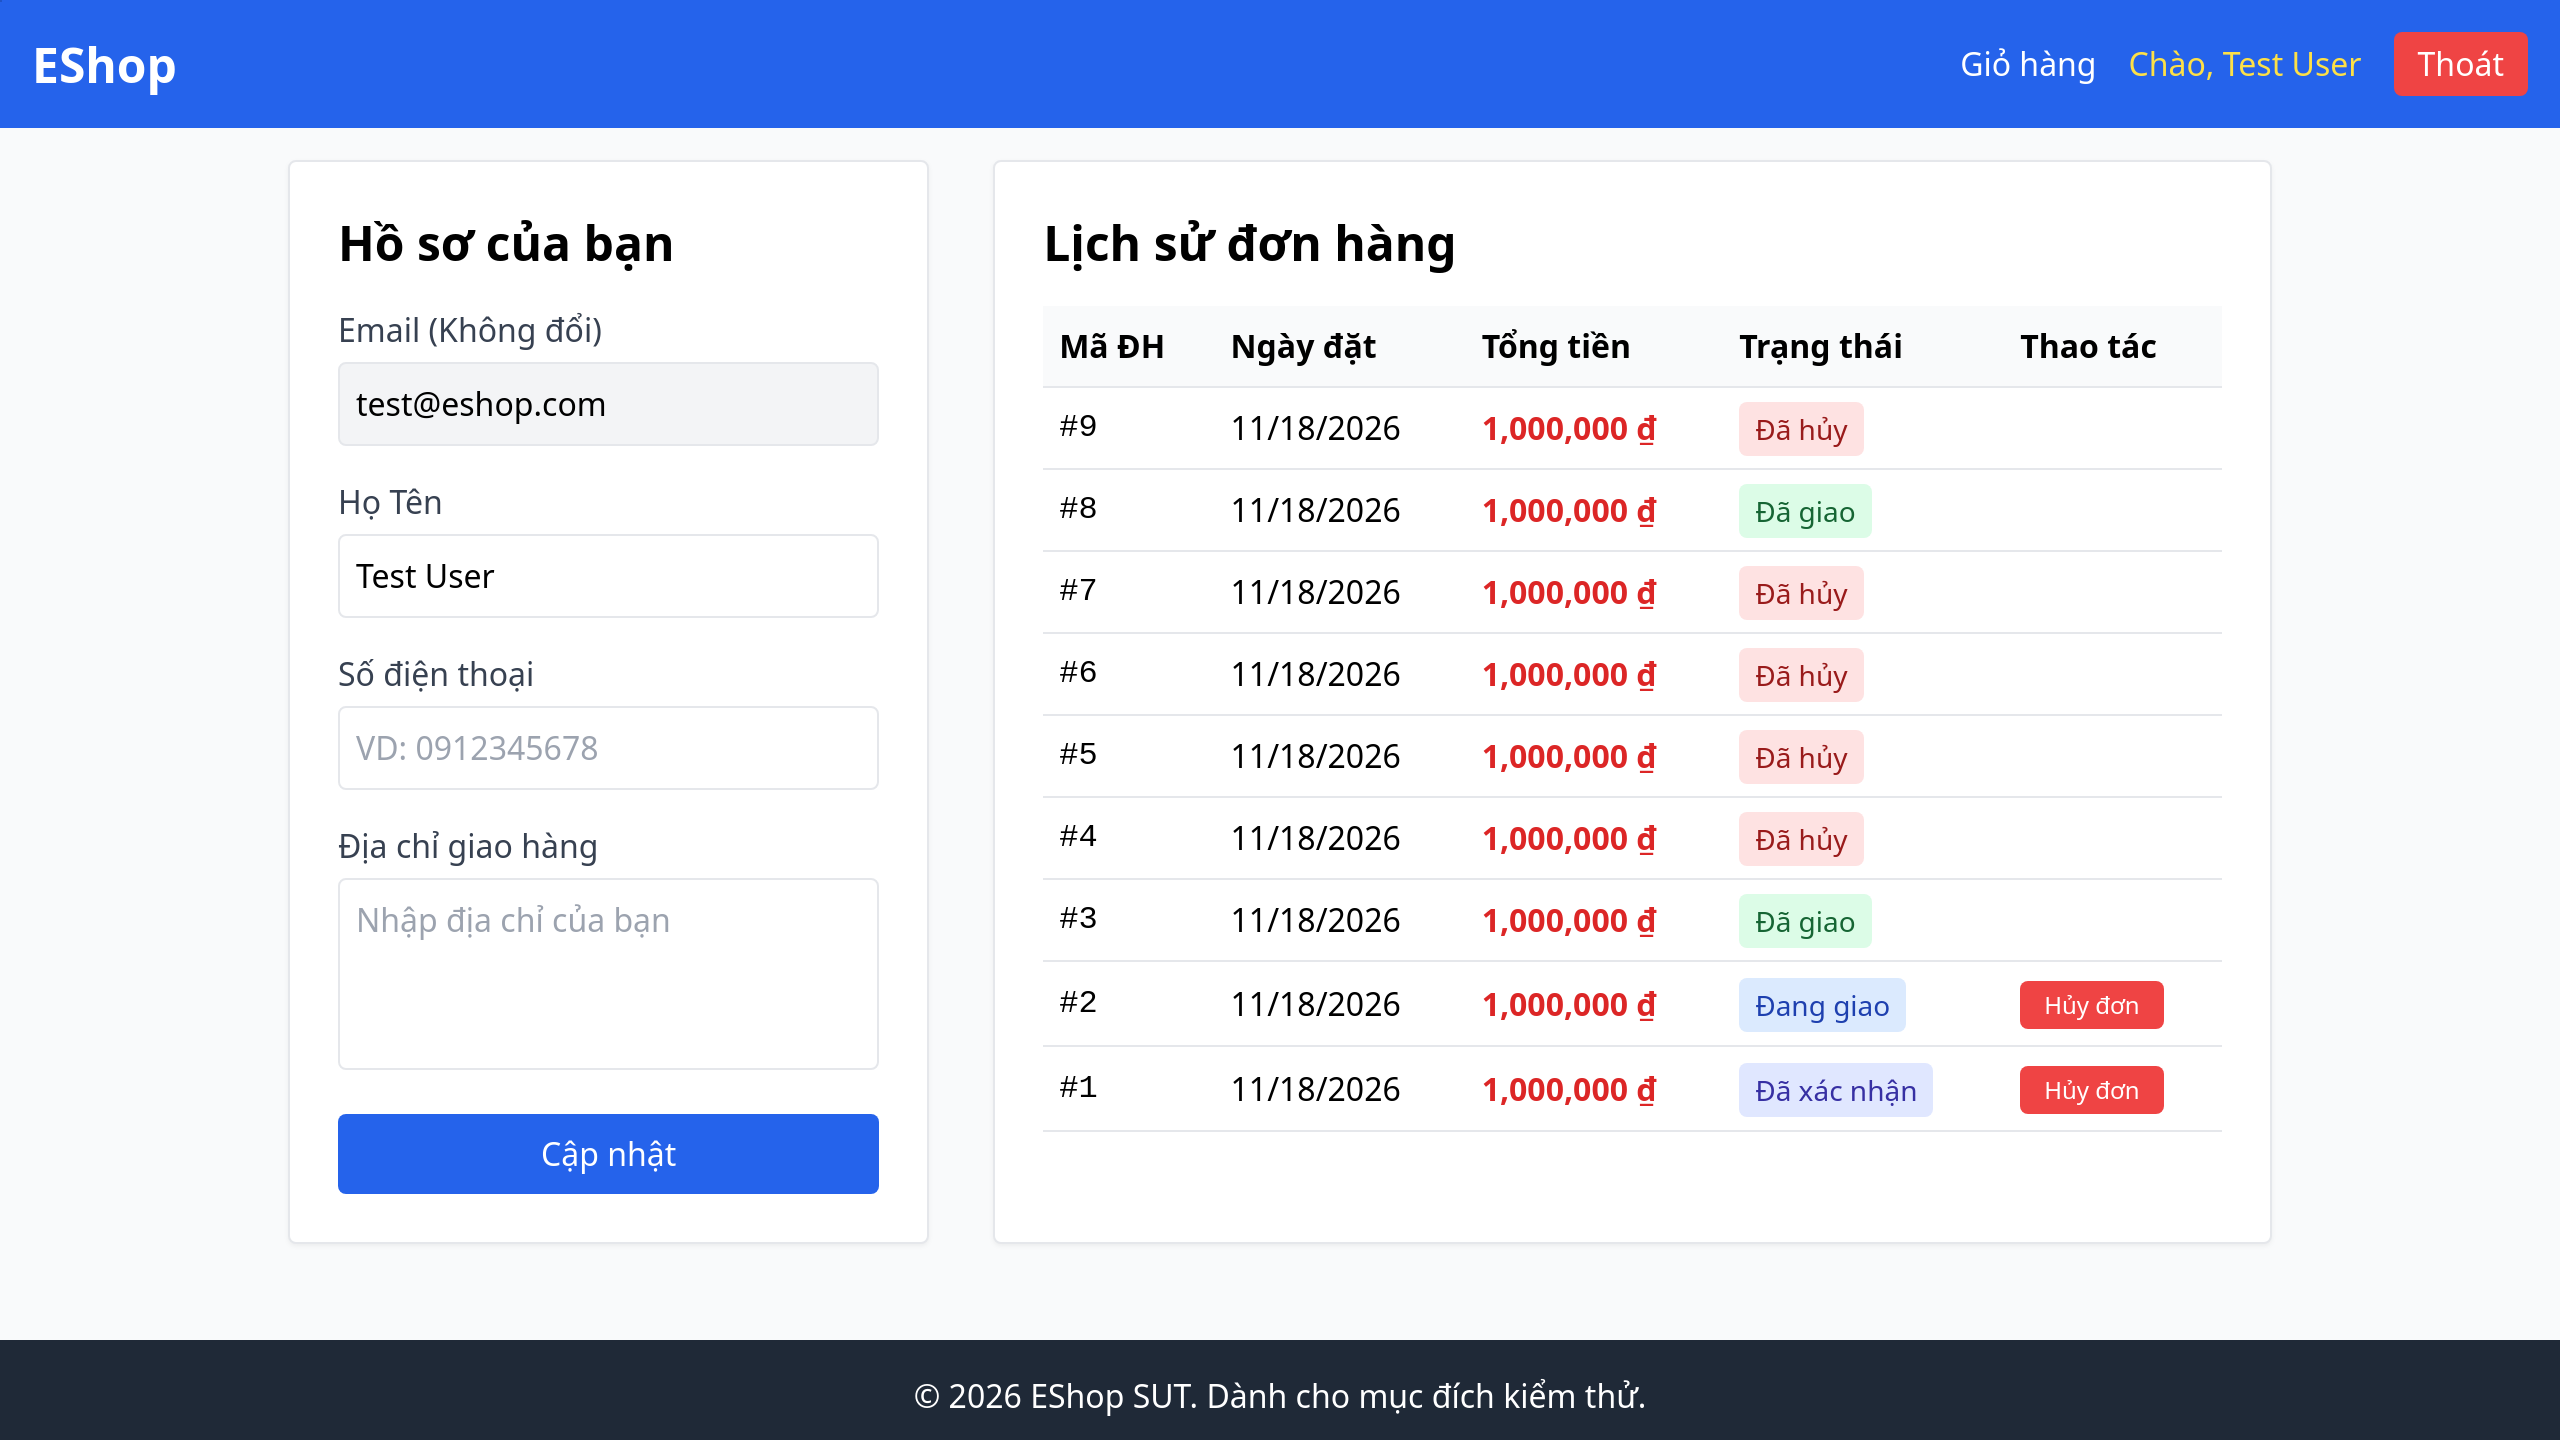 EShop
Giỏ hàng Chào, Test User Thoát
Hồ sơ của bạn
Email (Không đổi)
test@eshop.com
Họ Tên
Test User
Số điện thoại
VD: 0912345678
Địa chỉ giao hàng
Nhập địa chỉ của bạn
Cập nhật
Lịch sử đơn hàng
Mã ĐH Ngày đặt Tổng tiền Trạng thái Thao tác
#9 11/18/2026 1,000,000 ₫ Đã hủy
#8 11/18/2026 1,000,000 ₫ Đã giao
#7 11/18/2026 1,000,000 ₫ Đã hủy
#6 11/18/2026 1,000,000 ₫ Đã hủy
#5 11/18/2026 1,000,000 ₫ Đã hủy
#4 11/18/2026 1,000,000 ₫ Đã hủy
#3 11/18/2026 1,000,000 ₫ Đã giao
#2 11/18/2026 1,000,000 ₫ Đang giao Hủy đơn
#1 11/18/2026 1,000,000 ₫ Đã xác nhận Hủy đơn
© 2026 EShop SUT. Dành cho mục đích kiểm thử.